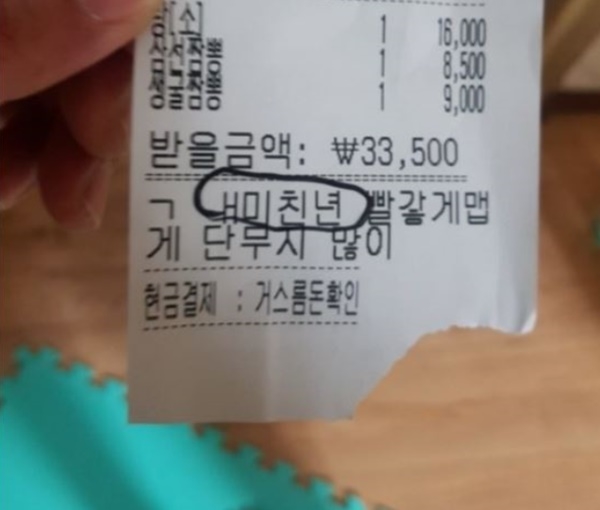 [소] 1 16,000
1 8,500
1 9,000
받을금액: ₩33,500
ㄱ ㅐ미친년 빨갛게맵
게 단무지 많이
현금결제 : 거스름돈확인